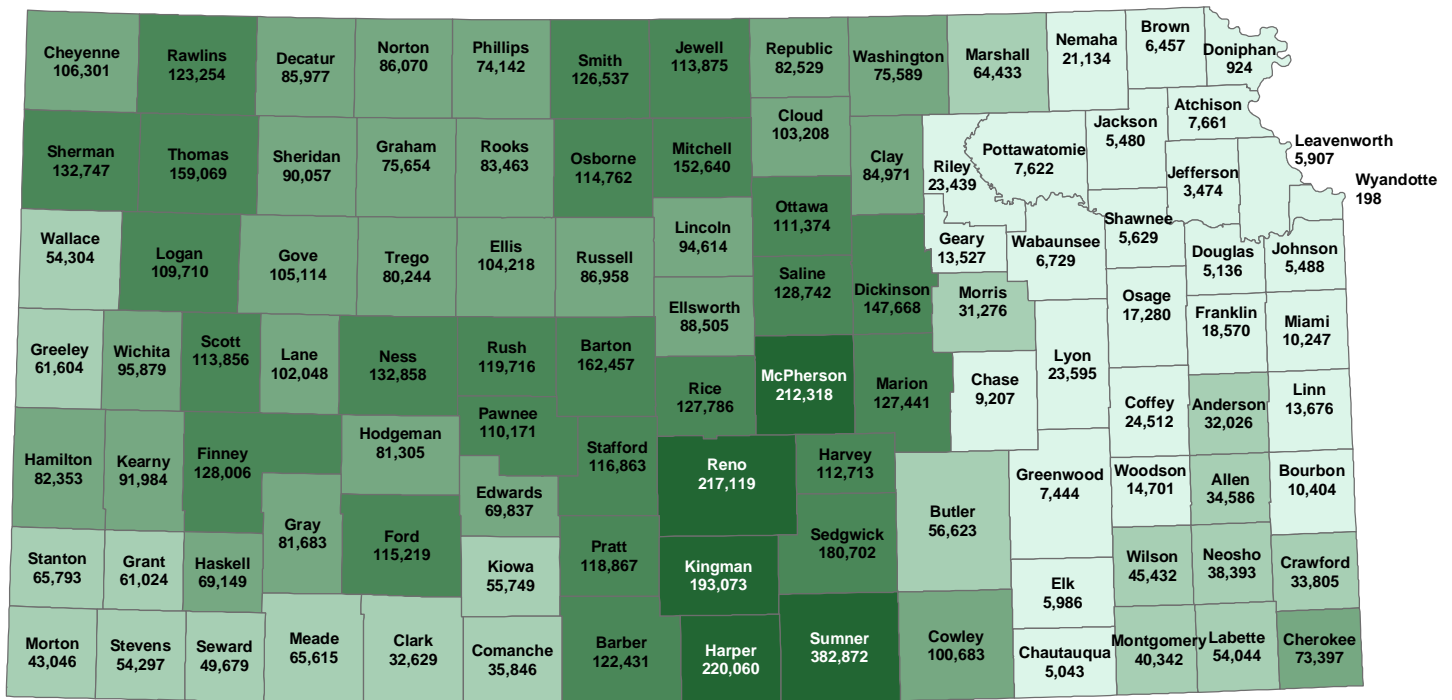 Cheyenne
106,301
Rawlins
123,254
Decatur
85,977
Norton
86,070
Phillips
74,142
Smith
126,537
Jewell
113,875
Republic
82,529
Washington
75,589
Marshall
64,433
Nemaha
21,134
Brown
6,457
Doniphan
924
Sherman
132,747
Thomas
159,069
Sheridan
90,057
Graham
75,654
Rooks
83,463
Osborne
114,762
Mitchell
152,640
Cloud
103,208
Clay
84,971
Riley
23,439
Pottawatomie
7,622
Jackson
5,480
Atchison
7,661
Jefferson
3,474
Leavenworth
5,907
Wyandotte
198
Wallace
54,304
Logan
109,710
Gove
105,114
Trego
80,244
Ellis
104,218
Russell
86,958
Lincoln
94,614
Ottawa
111,374
Saline
128,742
Dickinson
147,668
Geary
13,527
Wabaunsee
6,729
Shawnee
5,629
Douglas
5,136
Johnson
5,488
Ellsworth
88,505
Morris
31,276
Osage
17,280
Franklin
18,570
Miami
10,247
Greeley
61,604
Wichita
95,879
Scott
113,856
Lane
102,048
Ness
132,858
Rush
119,716
Barton
162,457
Rice
127,786
McPherson
212,318
Marion
127,441
Chase
9,207
Lyon
23,595
Coffey
24,512
Anderson
32,026
Linn
13,676
Hamilton
82,353
Kearny
91,984
Finney
128,006
Hodgeman
81,305
Pawnee
110,171
Stafford
116,863
Reno
217,119
Harvey
112,713
Greenwood
7,444
Woodson
14,701
Allen
34,586
Bourbon
10,404
Gray
81,683
Ford
115,219
Edwards
69,837
Sedgwick
180,702
Butler
56,623
Stanton
65,793
Grant
61,024
Haskell
69,149
Kiowa
55,749
Pratt
118,867
Kingman
193,073
Elk
5,986
Wilson
45,432
Neosho
38,393
Crawford
33,805
Morton
43,046
Stevens
54,297
Seward
49,679
Meade
65,615
Clark
32,629
Comanche
35,846
Barber
122,431
Harper
220,060
Sumner
382,872
Cowley
100,683
Chautauqua
5,043
Montgomery
40,342
Labette
54,044
Cherokee
73,397